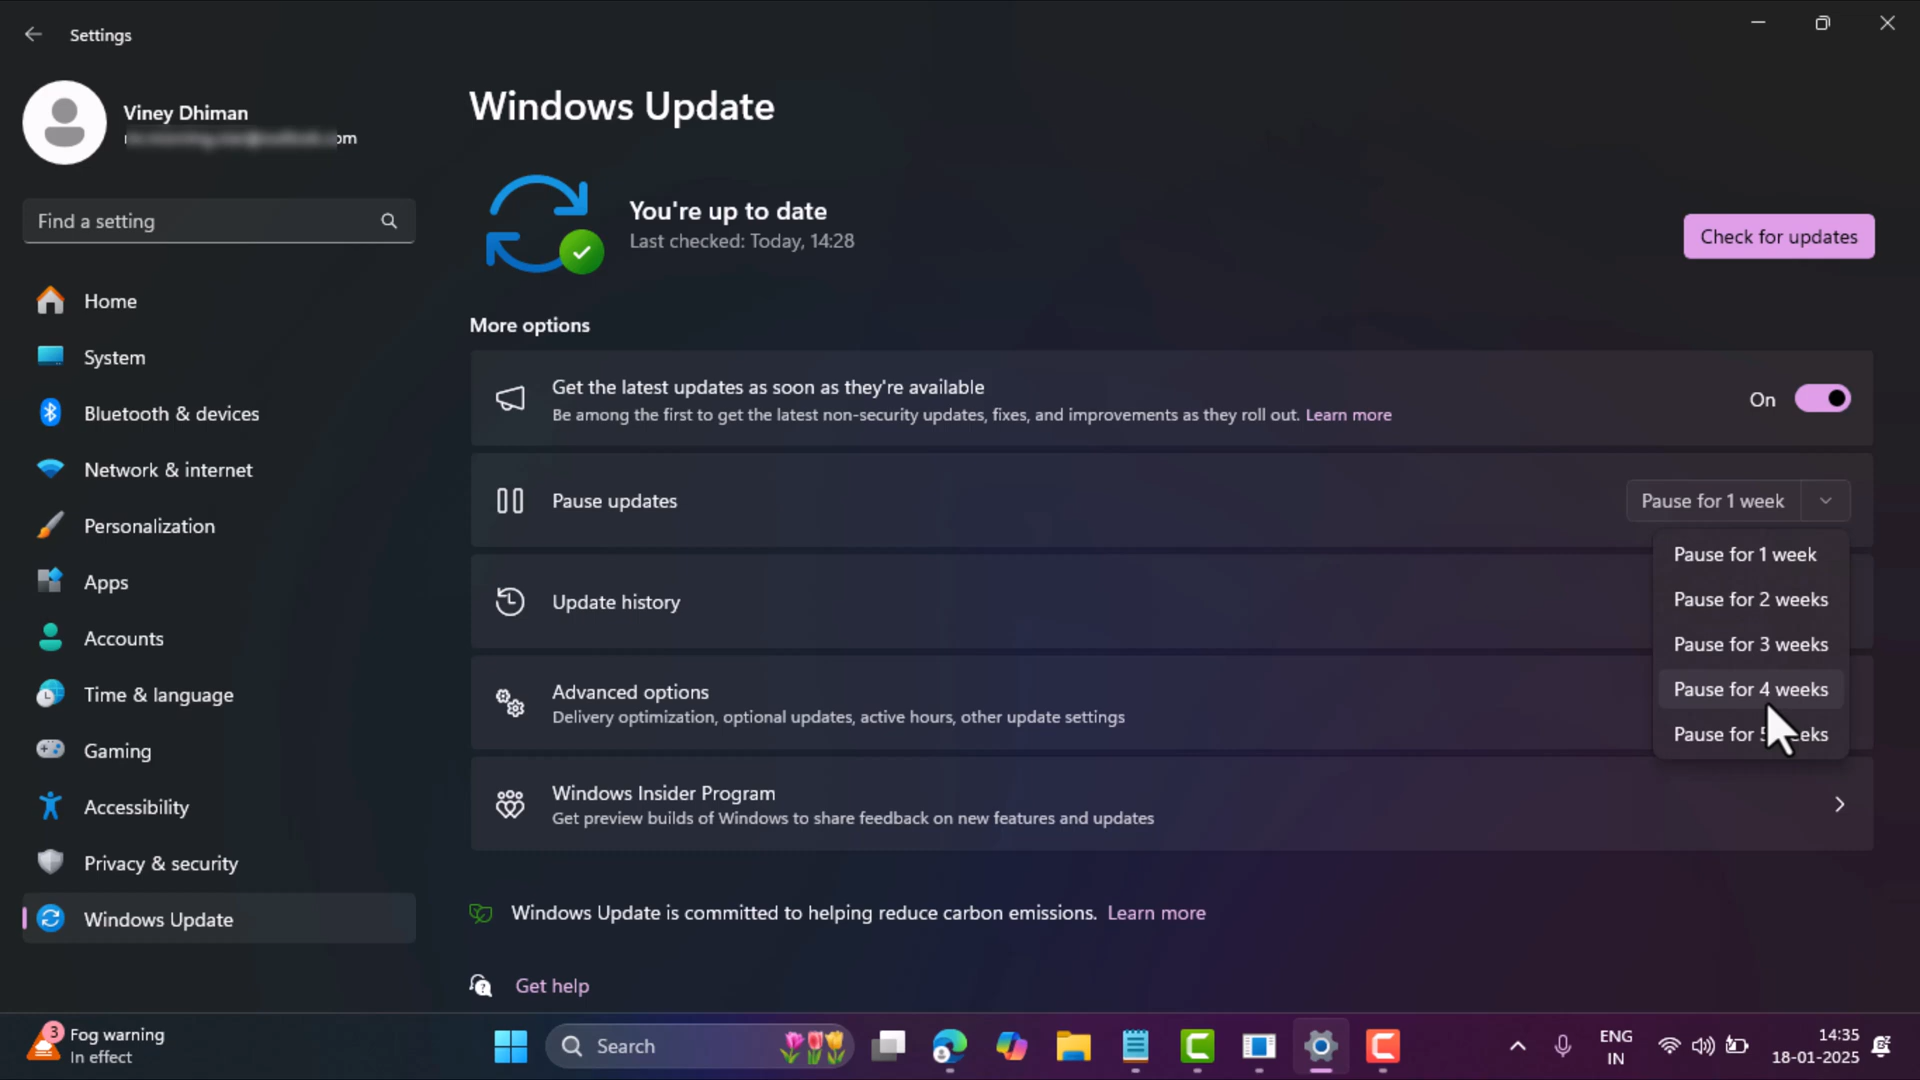 Settings
Viney Dhiman
om
Find a setting
Home
System
Bluetooth & devices
Network & internet
Personalization
Apps
Accounts
Time & language
Gaming
Accessibility
Privacy & security
Windows Update
Windows Update
You're up to date
Last checked: Today, 14:28
Check for updates
More options
Get the latest updates as soon as they're available
Be among the first to get the latest non-security updates, fixes, and improvements as they roll out. Learn more
On
Pause updates
Pause for 1 week
Pause for 1 week
Pause for 2 weeks
Pause for 3 weeks
Pause for 4 weeks
Pause for 5 weeks
Update history
Advanced options
Delivery optimization, optional updates, active hours, other update settings
Windows Insider Program
Get preview builds of Windows to share feedback on new features and updates
Windows Update is committed to helping reduce carbon emissions. Learn more
Get help
3
Fog warning
In effect
Search
ENG
IN
14:35
18-01-2025